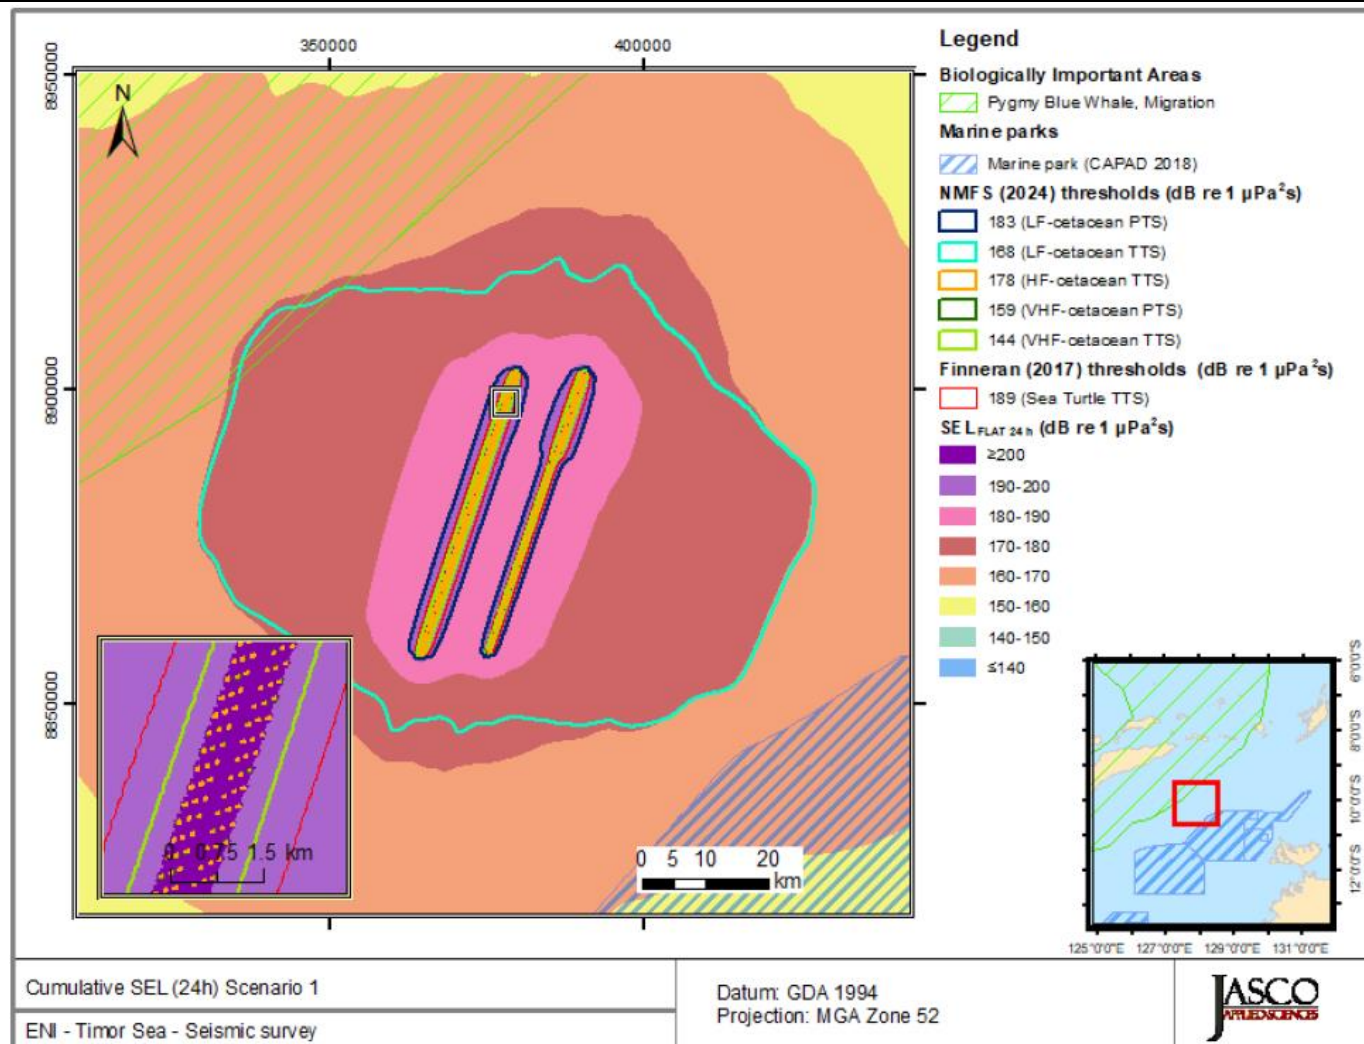 350000
400000
8950000
8900000
8850000
N
0 0.75 1.5 km
0 5 10 20
km
Legend
Biologically Important Areas
Pygmy Blue Whale, Migration
Marine parks
Marine park (CAPAD 2018)
NMFS (2024) thresholds (dB re 1 µPa²s)
183 (LF-cetacean PTS)
168 (LF-cetacean TTS)
178 (HF-cetacean TTS)
159 (VHF-cetacean PTS)
144 (VHF-cetacean TTS)
Finneran (2017) thresholds (dB re 1 µPa²s)
189 (Sea Turtle TTS)
SEL FLAT 24 h (dB re 1 µPa²s)
≥200
190-200
180-190
170-180
160-170
150-160
140-150
≤140
6°0'0"S
8°0'0"S
10°0'0"S
12°0'0"S
125°0'0"E 127°0'0"E 129°0'0"E 131°0'0"E
Cumulative SEL (24h) Scenario 1
ENI - Timor Sea - Seismic survey
Datum: GDA 1994
Projection: MGA Zone 52
JASCO
APPLIED SCIENCES